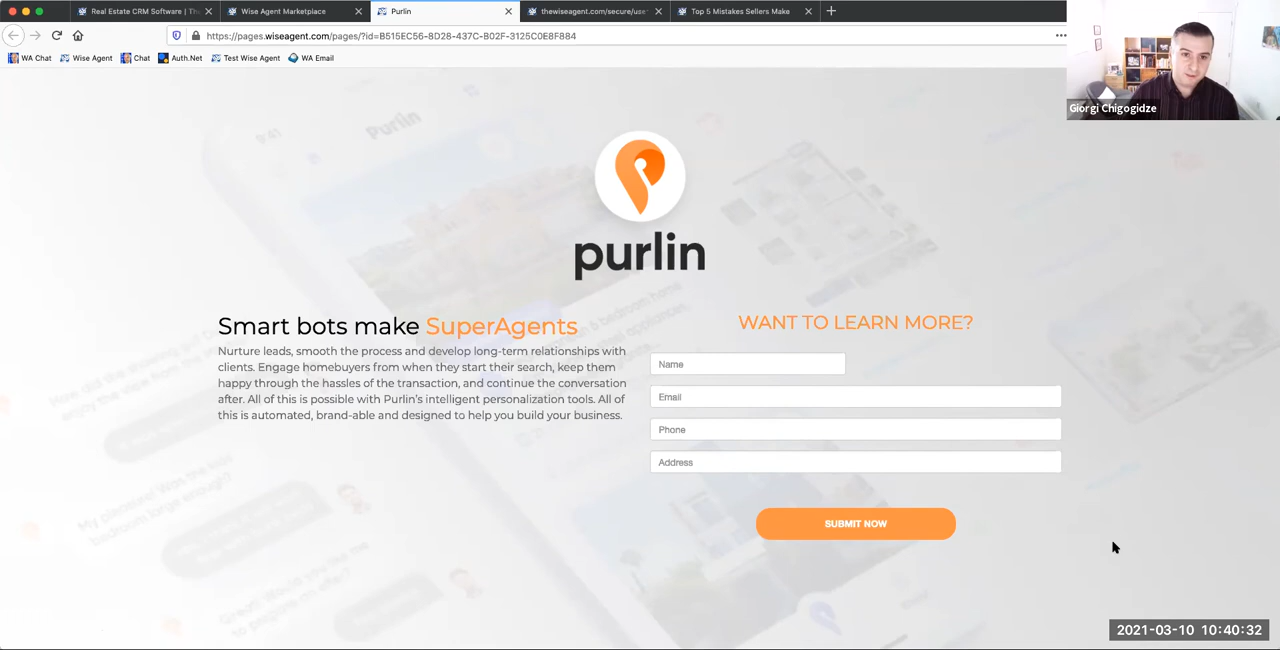 Real Estate CRM Software | Th
Wise Agent Marketplace
Purlin
thewiseagent.com/secure/user
Top 5 Mistakes Sellers Make
https://pages.wiseagent.com/pages/?id=B515EC56-8D28-437C-B02F-3125C0E8F884
WA Chat
Wise Agent
Chat
Auth.Net
Test Wise Agent
WA Email
Giorgi Chigogidze
9:41
Purlin
purlin
Smart bots make SuperAgents
Nurture leads, smooth the process and develop long-term relationships with
clients. Engage homebuyers from when they start their search, keep them
happy through the hassles of the transaction, and continue the conversation
after. All of this is possible with Purlin's intelligent personalization tools. All of
this is automated, brand-able and designed to help you build your business.
WANT TO LEARN MORE?
Name
Email
Phone
Address
SUBMIT NOW
2021-03-10 10:40:32